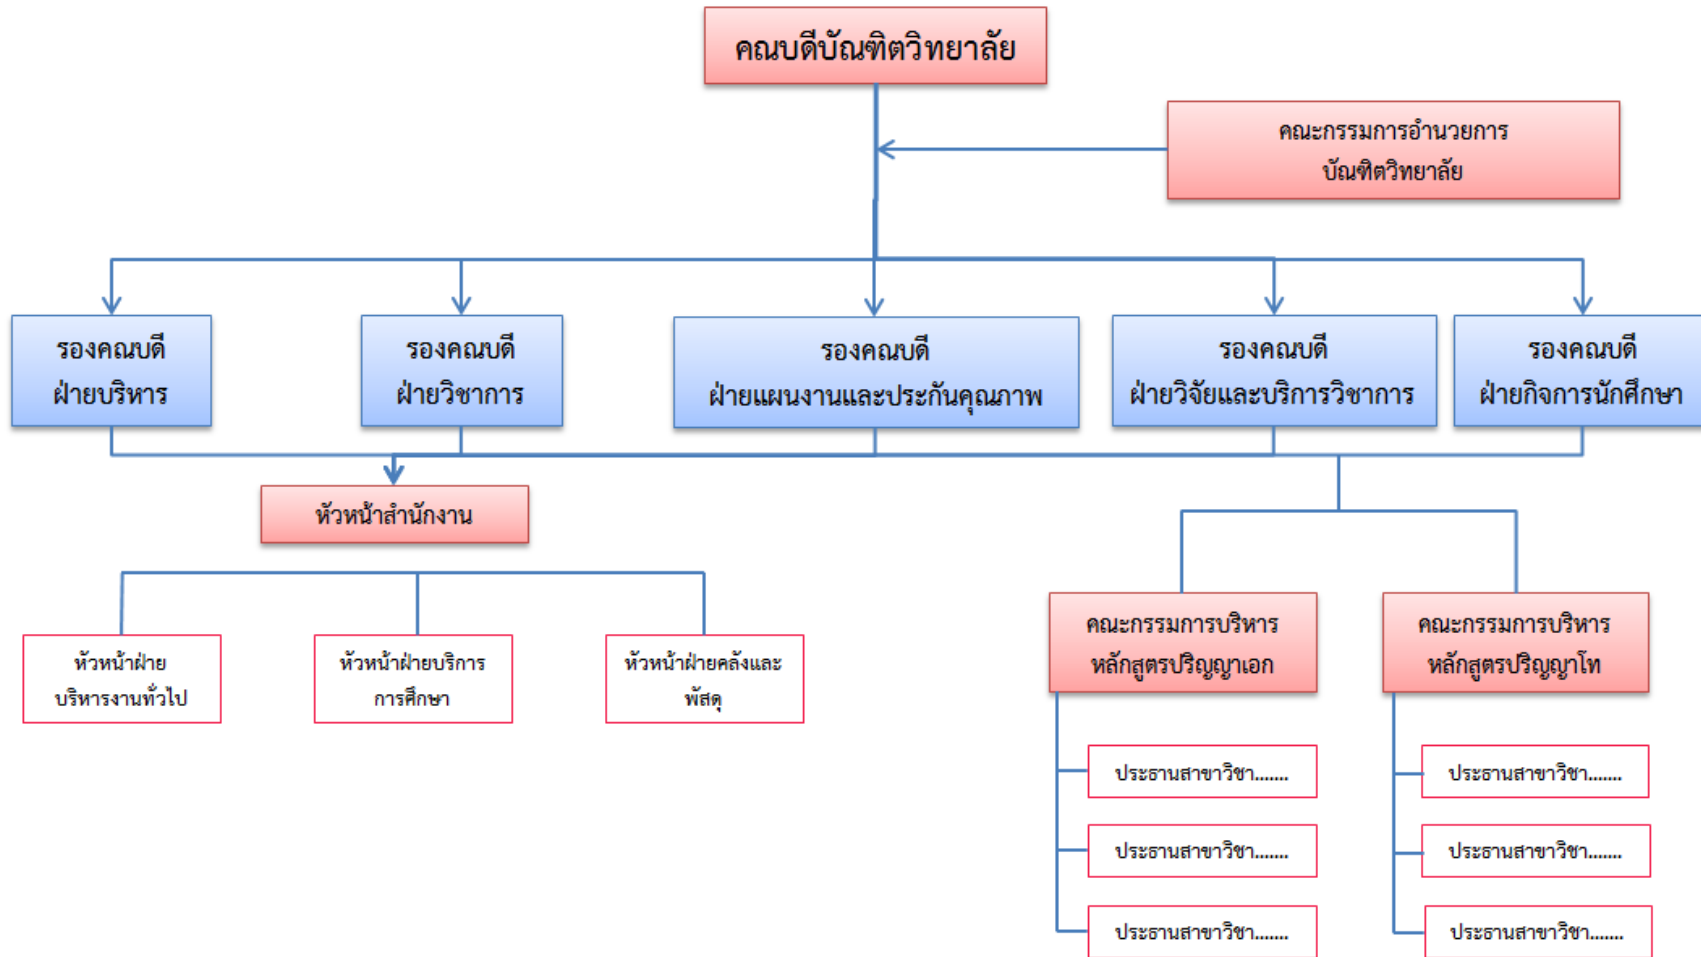 คณบดีบัณฑิตวิทยาลัย
คณะกรรมการอำนวยการ
บัณฑิตวิทยาลัย
รองคณบดี
ฝ่ายบริหาร
รองคณบดี
ฝ่ายวิชาการ
รองคณบดี
ฝ่ายแผนงานและประกันคุณภาพ
รองคณบดี
ฝ่ายวิจัยและบริการวิชาการ
รองคณบดี
ฝ่ายกิจการนักศึกษา
หัวหน้าสำนักงาน
หัวหน้าฝ่าย
บริหารงานทั่วไป
หัวหน้าฝ่ายบริการ
การศึกษา
หัวหน้าฝ่ายคลังและ
พัสดุ
คณะกรรมการบริหาร
หลักสูตรปริญญาเอก
ประธานสาขาวิชา.......
ประธานสาขาวิชา.......
ประธานสาขาวิชา.......
คณะกรรมการบริหาร
หลักสูตรปริญญาโท
ประธานสาขาวิชา.......
ประธานสาขาวิชา.......
ประธานสาขาวิชา.......